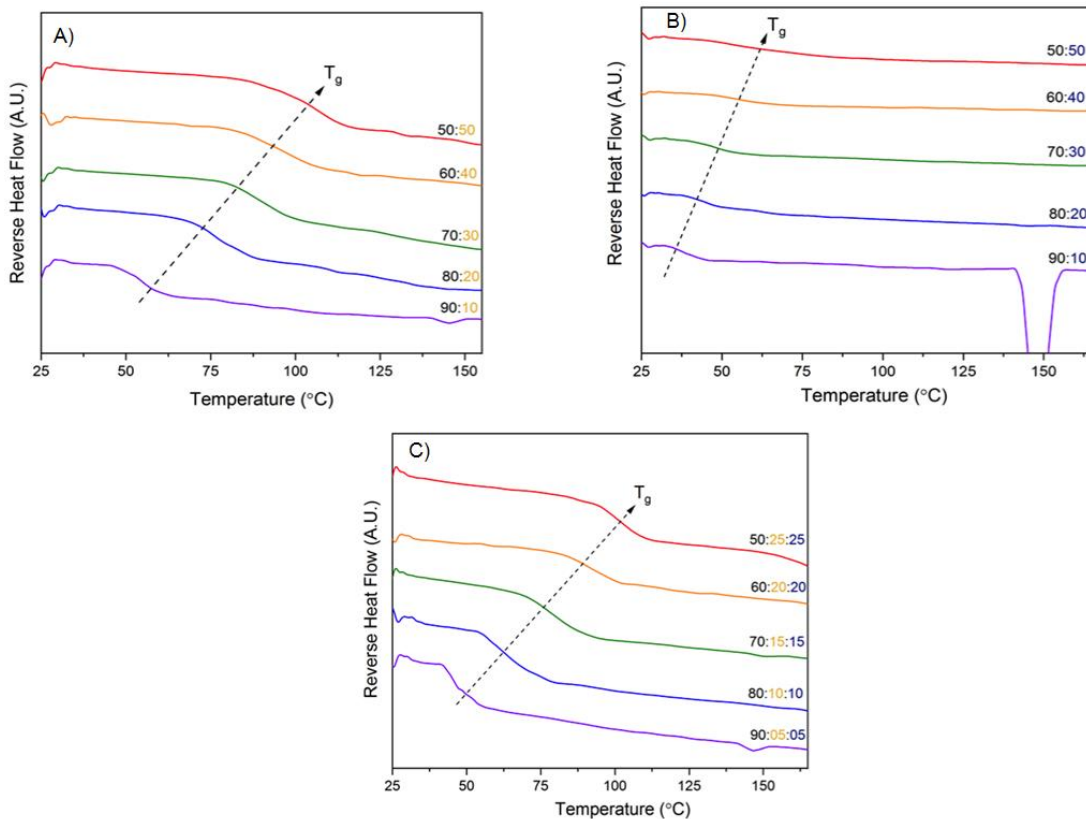 A)
T_g
50:50
60:40
70:30
80:20
90:10
Reverse Heat Flow (A.U.)
25 50 75 100 125 150
Temperature (°C)
B)
T_g
50:50
60:40
70:30
80:20
90:10
Reverse Heat Flow (A.U.)
25 50 75 100 125 150
Temperature (°C)
C)
T_g
50:25:25
60:20:20
70:15:15
80:10:10
90:05:05
Reverse Heat Flow (A.U.)
25 50 75 100 125 150
Temperature (°C)